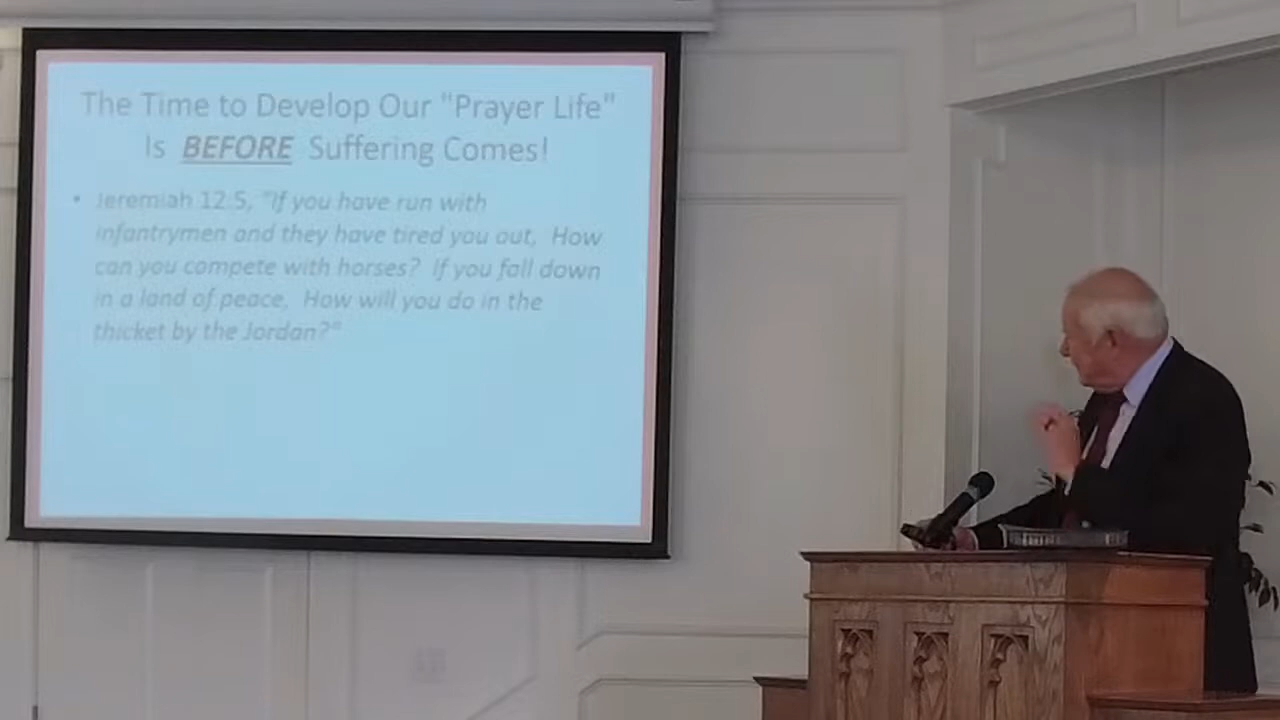 The Time to Develop Our "Prayer Life"
Is BEFORE Suffering Comes!
• Jeremiah 12:5, "If you have run with
infantrymen and they have tired you out, How
can you compete with horses? If you fall down
in a land of peace, How will you do in the
thicket by the Jordan?"